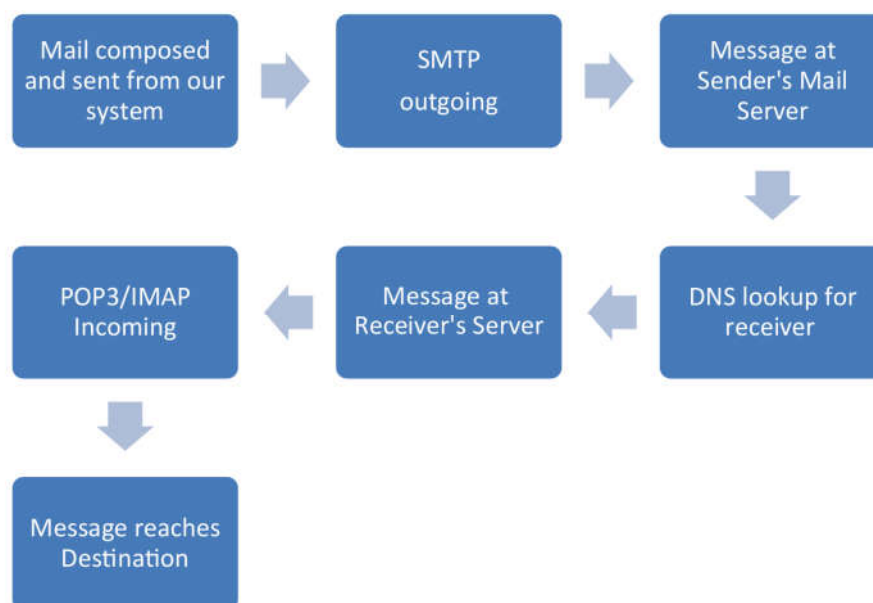 Mail composed
and sent from our
system
SMTP
outgoing
Message at
Sender's Mail
Server
DNS lookup for
receiver
Message at
Receiver's Server
POP3/IMAP
Incoming
Message reaches
Destination